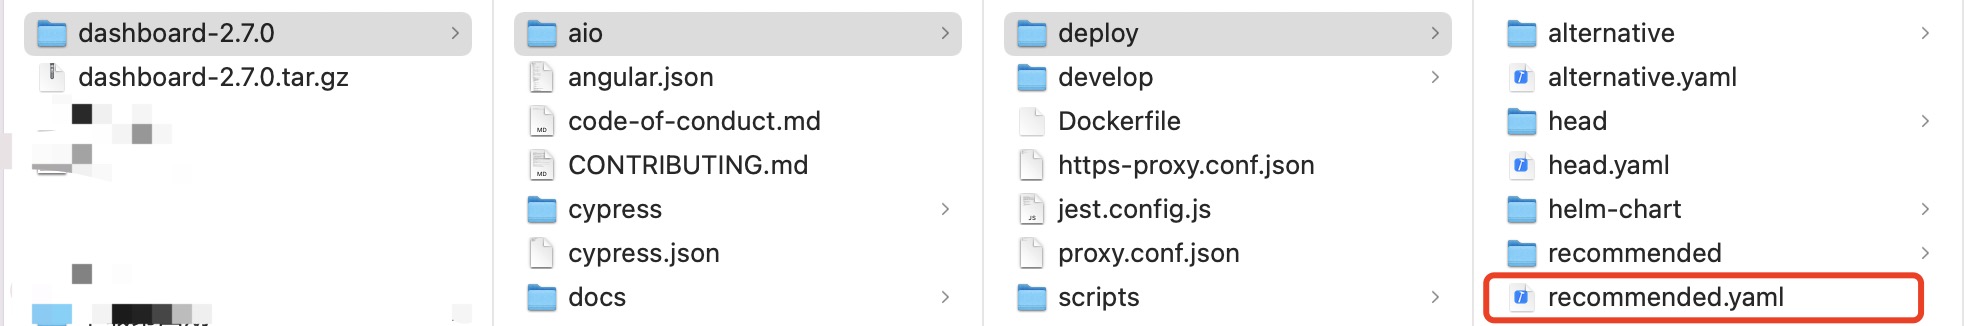 dashboard-2.7.0
dashboard-2.7.0.tar.gz
aio
angular.json
code-of-conduct.md
CONTRIBUTING.md
cypress
cypress.json
docs
deploy
develop
Dockerfile
https-proxy.conf.json
jest.config.js
proxy.conf.json
scripts
alternative
alternative.yaml
head
head.yaml
helm-chart
recommended
recommended.yaml